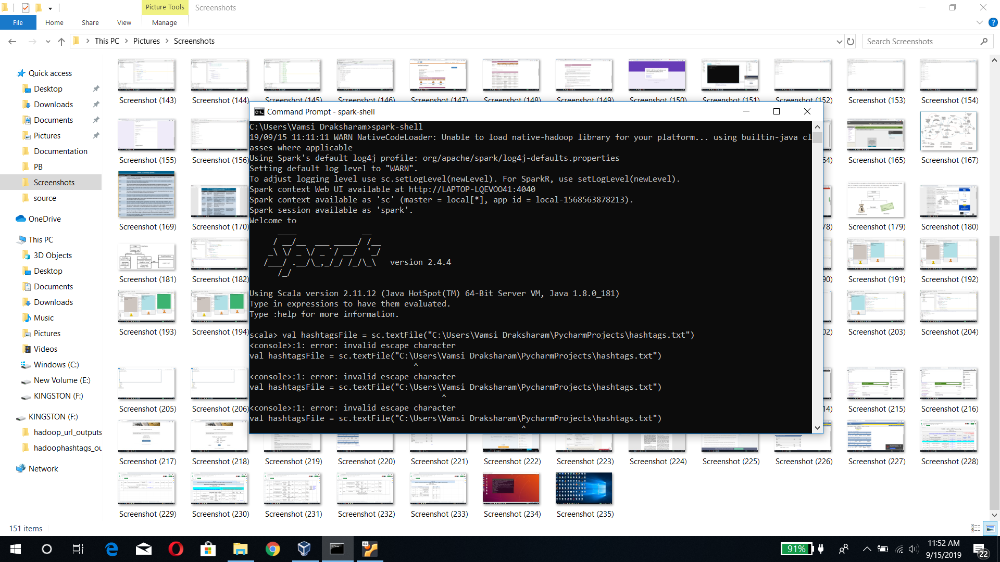 Picture Tools
Screenshots
File
Home
Share
View
Manage
This PC
Pictures
Screenshots
Search Screenshots
Quick access
Desktop
Downloads
Documents
Pictures
Documentation
PB
Screenshots
source
OneDrive
This PC
3D Objects
Desktop
Documents
Downloads
Music
Pictures
Videos
Windows (C:)
New Volume (E:)
KINGSTON (F:)
KINGSTON (F:)
hadoop_url_outputs
hadoophashtags_ou
Network
Screenshot (143)
Screenshot (144)
Screenshot (145)
Screenshot (146)
Screenshot (147)
Screenshot (148)
Screenshot (149)
Screenshot (150)
Screenshot (151)
Screenshot (152)
Screenshot (153)
Screenshot (154)
Command Prompt - spark-shell
C:\Users\Vamsi Draksharam>spark-shell
19/09/15 11:11:11 WARN NativeCodeLoader: Unable to load native-hadoop library for your platform... using builtin-java cl
asses where applicable
Using Spark's default log4j profile: org/apache/spark/log4j-defaults.properties
Setting default log level to "WARN".
To adjust logging level use sc.setLogLevel(newLevel). For SparkR, use setLogLevel(newLevel).
Spark context Web UI available at http://LAPTOP-LQEVOO41:4040
Spark context available as 'sc' (master = local[*], app id = local-1568563878213).
Spark session available as 'spark'.
Welcome to
Spark
version 2.4.4
Using Scala version 2.11.12 (Java HotSpot(TM) 64-Bit Server VM, Java 1.8.0_181)
Type in expressions to have them evaluated.
Type :help for more information.
scala> val hashtagsFile = sc.textFile("C:\Users\Vamsi Draksharam\PycharmProjects\hashtags.txt")
<console>:1: error: invalid escape character
val hashtagsFile = sc.textFile("C:\Users\Vamsi Draksharam\PycharmProjects\hashtags.txt")
^
<console>:1: error: invalid escape character
val hashtagsFile = sc.textFile("C:\Users\Vamsi Draksharam\PycharmProjects\hashtags.txt")
^
<console>:1: error: invalid escape character
val hashtagsFile = sc.textFile("C:\Users\Vamsi Draksharam\PycharmProjects\hashtags.txt")
^
Screenshot (155)
Screenshot (156)
64)
Screenshot (165)
Screenshot (167)
Screenshot (169)
Screenshot (170)
78)
Screenshot (179)
Screenshot (180)
Screenshot (181)
Screenshot (182)
90)
Screenshot (191)
Screenshot (192)
Screenshot (193)
Screenshot (194)
02)
Screenshot (203)
Screenshot (204)
Screenshot (205)
Screenshot (206)
14)
Screenshot (215)
Screenshot (216)
Screenshot (217)
Screenshot (218)
Screenshot (219)
Screenshot (220)
Screenshot (221)
Screenshot (222)
Screenshot (223)
Screenshot (224)
Screenshot (225)
Screenshot (226)
Screenshot (227)
Screenshot (228)
Screenshot (229)
Screenshot (230)
Screenshot (231)
Screenshot (232)
Screenshot (233)
Screenshot (234)
Screenshot (235)
151 items
91%
11:52 AM
9/15/2019
22